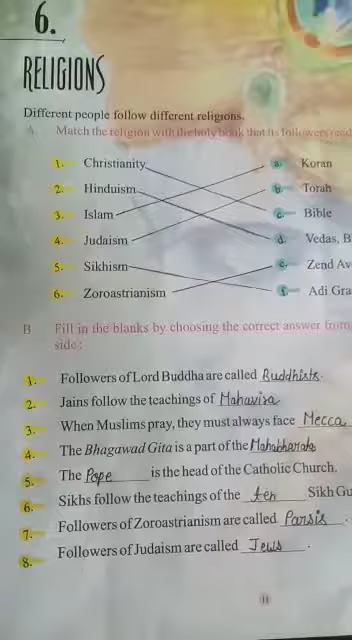 6.
RELIGIONS
Different people follow different religions.
A Match the religion with the holy book that its followers read
1. Christianity a. Koran
2. Hinduism b. Torah
3. Islam c. Bible
4. Judaism d. Vedas, B
5. Sikhism e. Zend Av
6. Zoroastrianism f. Adi Gra
B Fill in the blanks by choosing the correct answer from
side :
1. Followers of Lord Buddha are called Buddhists.
2. Jains follow the teachings of Mahavira
3. When Muslims pray, they must always face Mecca
4. The Bhagawad Gita is a part of the Mahabharata
5. The Pope is the head of the Catholic Church.
6. Sikhs follow the teachings of the ten Sikh Gu
7. Followers of Zoroastrianism are called Parsis.
8. Followers of Judaism are called Jews.
11